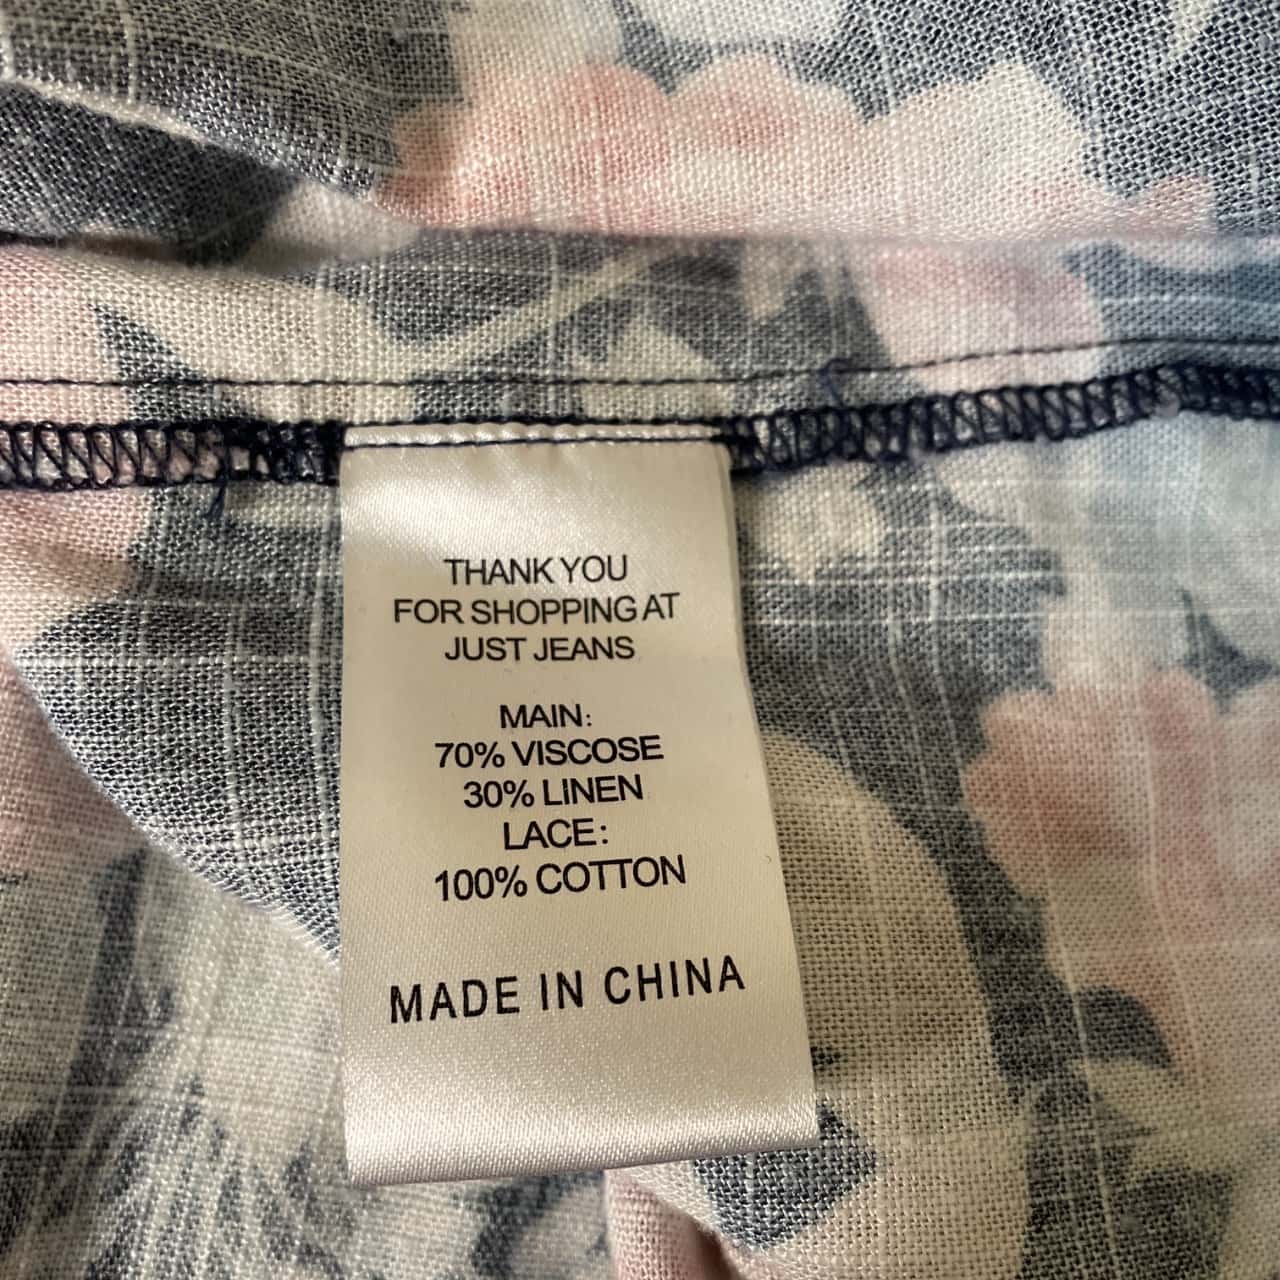 THANK YOU
FOR SHOPPING AT
JUST JEANS
MAIN:
70% VISCOSE
30% LINEN
LACE:
100% COTTON
MADE IN CHINA